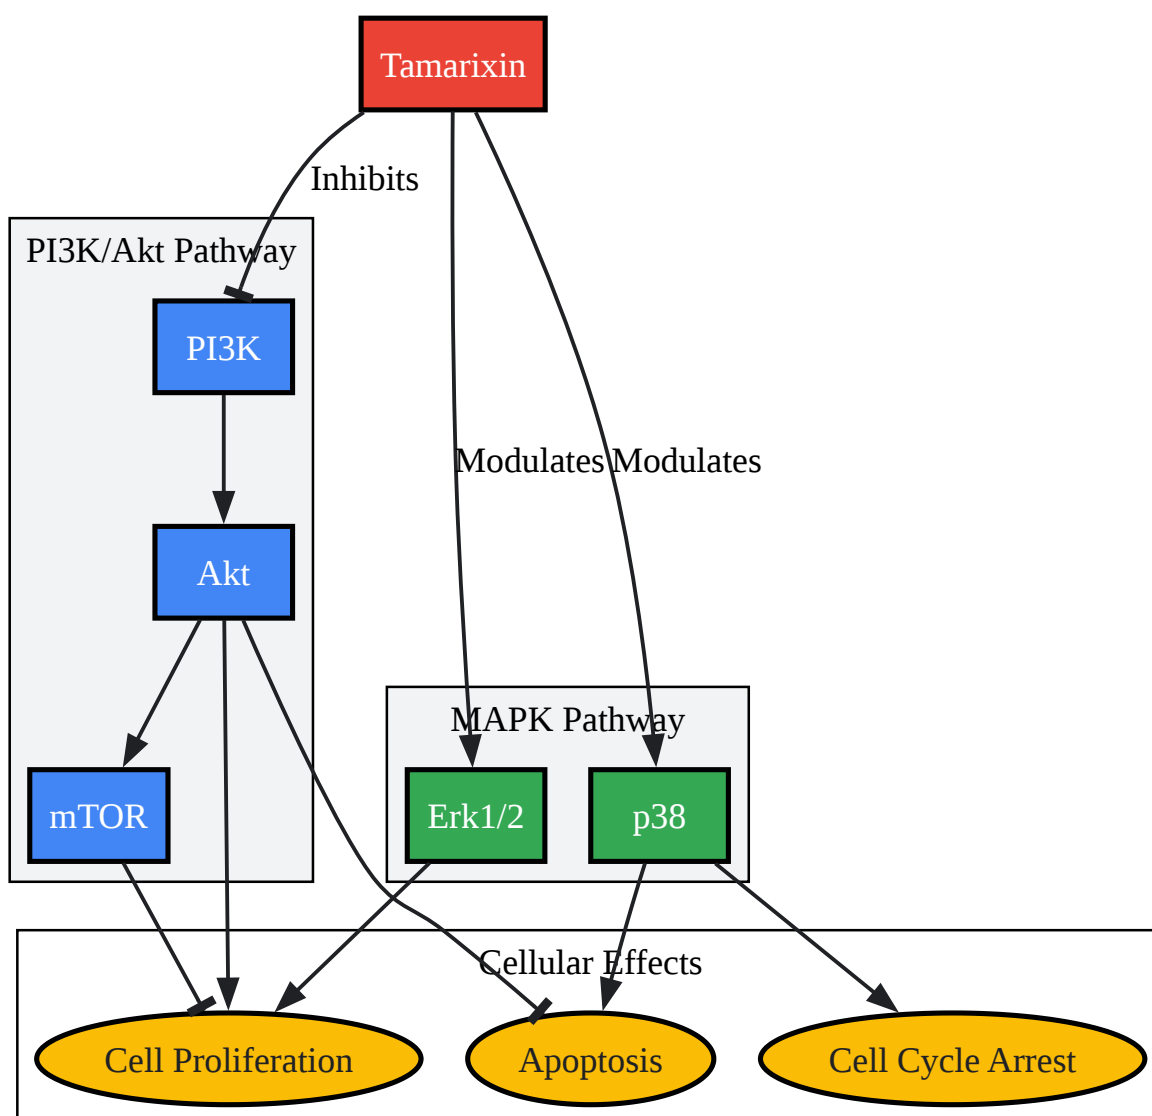 Tamarixin
Inhibits
PI3K/Akt Pathway
PI3K
Modulates
Modulates
Akt
MAPK Pathway
mTOR
Erk1/2
p38
Cellular Effects
Cell Proliferation
Apoptosis
Cell Cycle Arrest